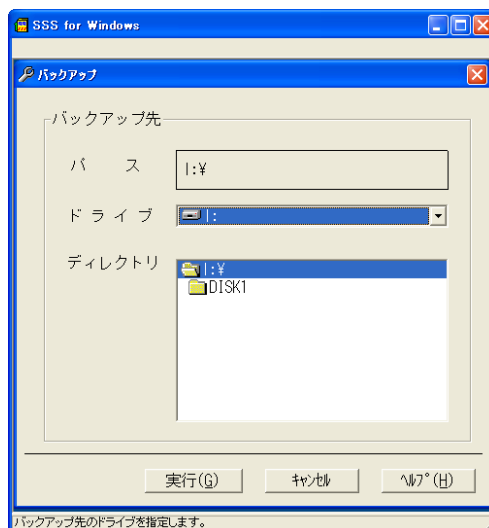 SSS for Windows
バックアップ
バックアップ先
パス
I:¥
ドライブ
I:
ディレクトリ
I:¥
DISK1
実行(G)
ｷｬﾝｾﾙ
ﾍﾙﾌﾟ(H)
バックアップ先のドライブを指定します。